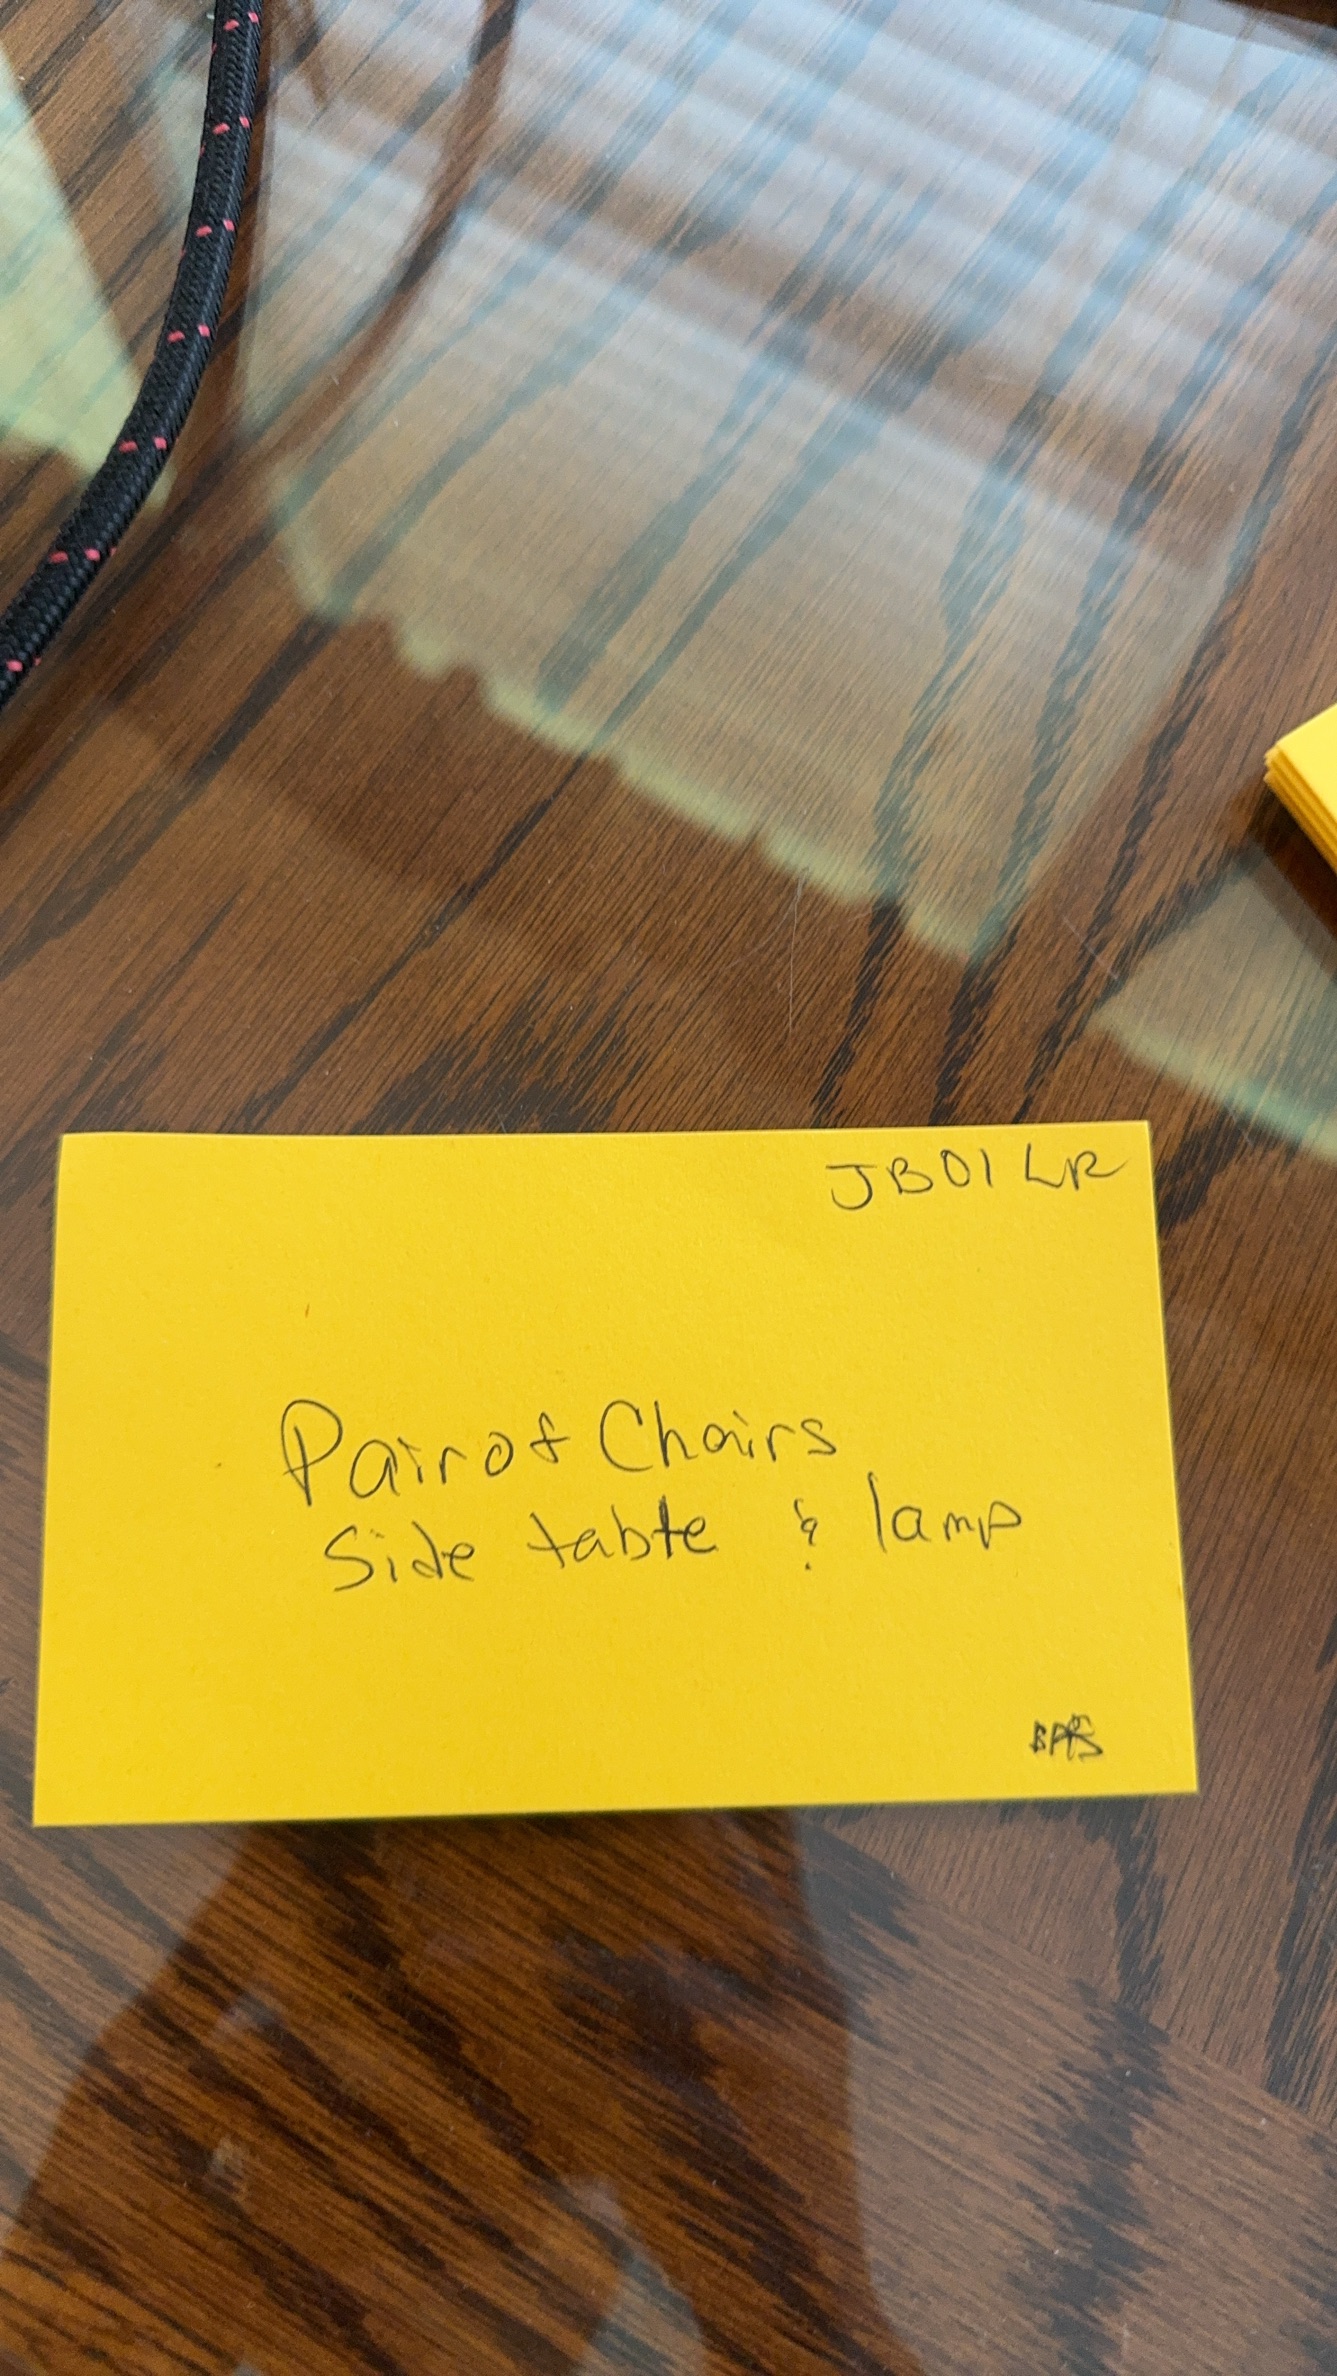 JB01 LR
Pair of Chairs
Side table & lamp